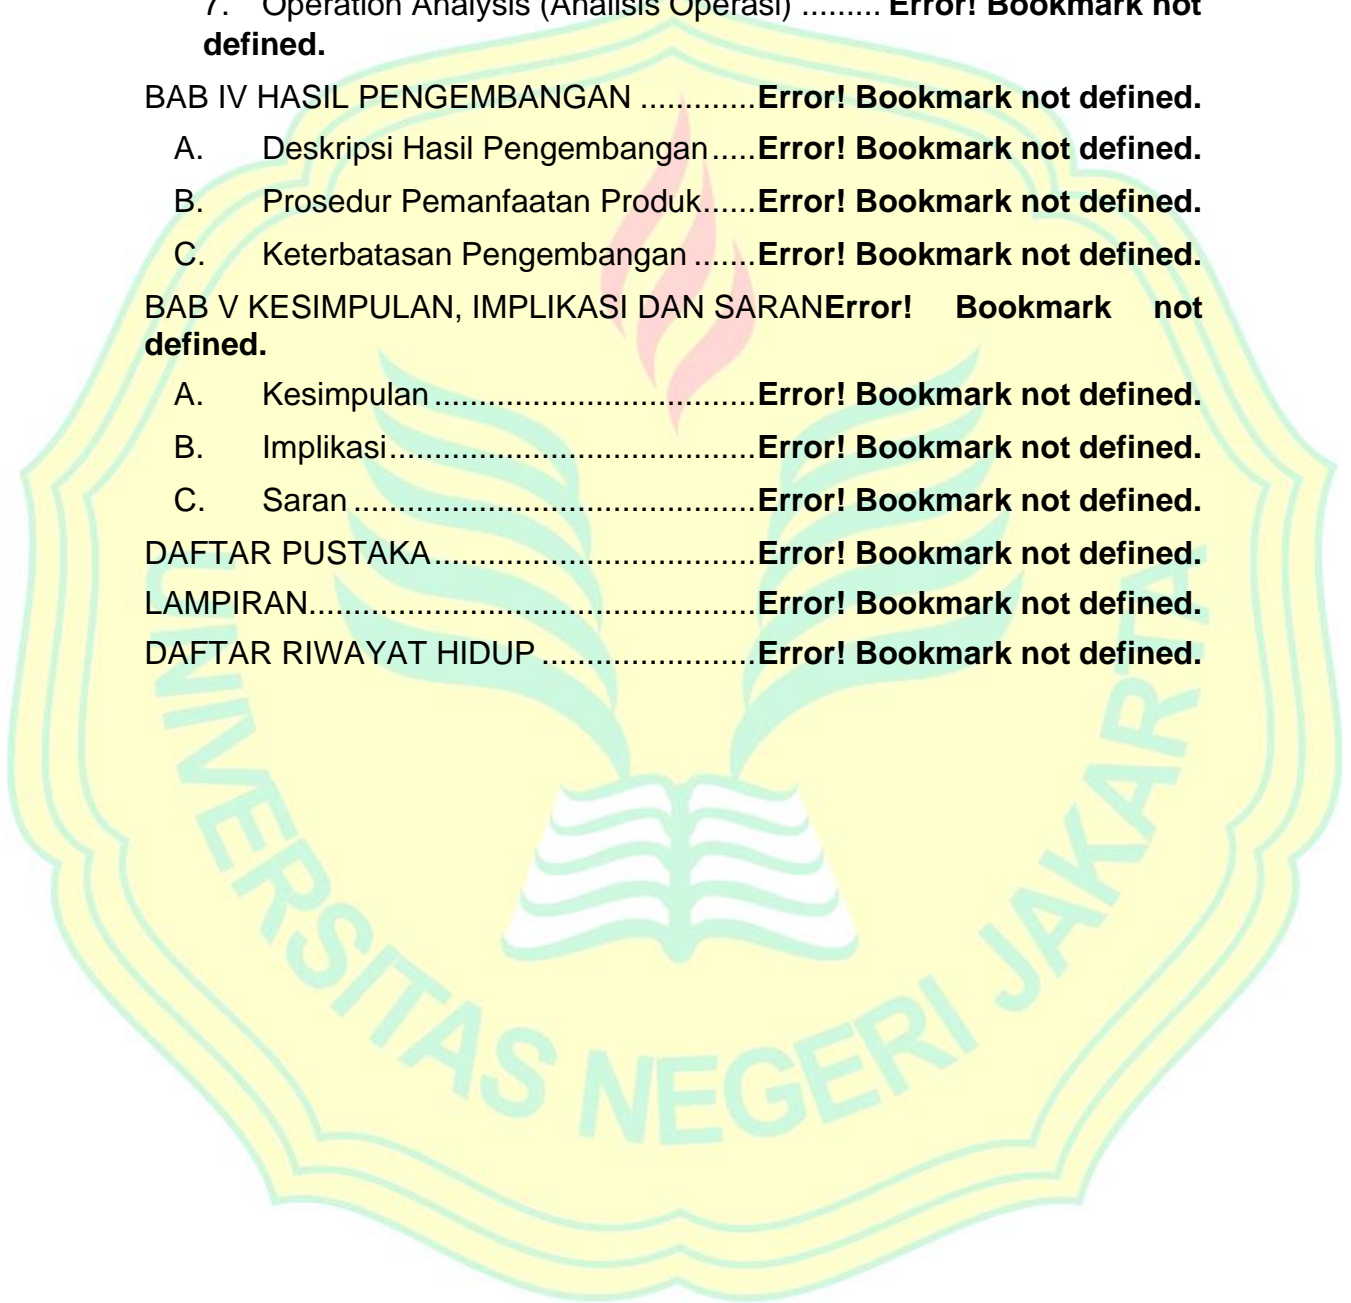 7. Operation Analysis (Analisis Operasi) ......... Error! Bookmark not
defined.
BAB IV HASIL PENGEMBANGAN .............Error! Bookmark not defined.
A. Deskripsi Hasil Pengembangan.....Error! Bookmark not defined.
B. Prosedur Pemanfaatan Produk......Error! Bookmark not defined.
C. Keterbatasan Pengembangan .......Error! Bookmark not defined.
BAB V KESIMPULAN, IMPLIKASI DAN SARANError! Bookmark not
defined.
A. Kesimpulan....................................Error! Bookmark not defined.
B. Implikasi.........................................Error! Bookmark not defined.
C. Saran .............................................Error! Bookmark not defined.
DAFTAR PUSTAKA....................................Error! Bookmark not defined.
LAMPIRAN..................................................Error! Bookmark not defined.
DAFTAR RIWAYAT HIDUP ........................Error! Bookmark not defined.
UNIVERSITAS NEGERI JAKARTA